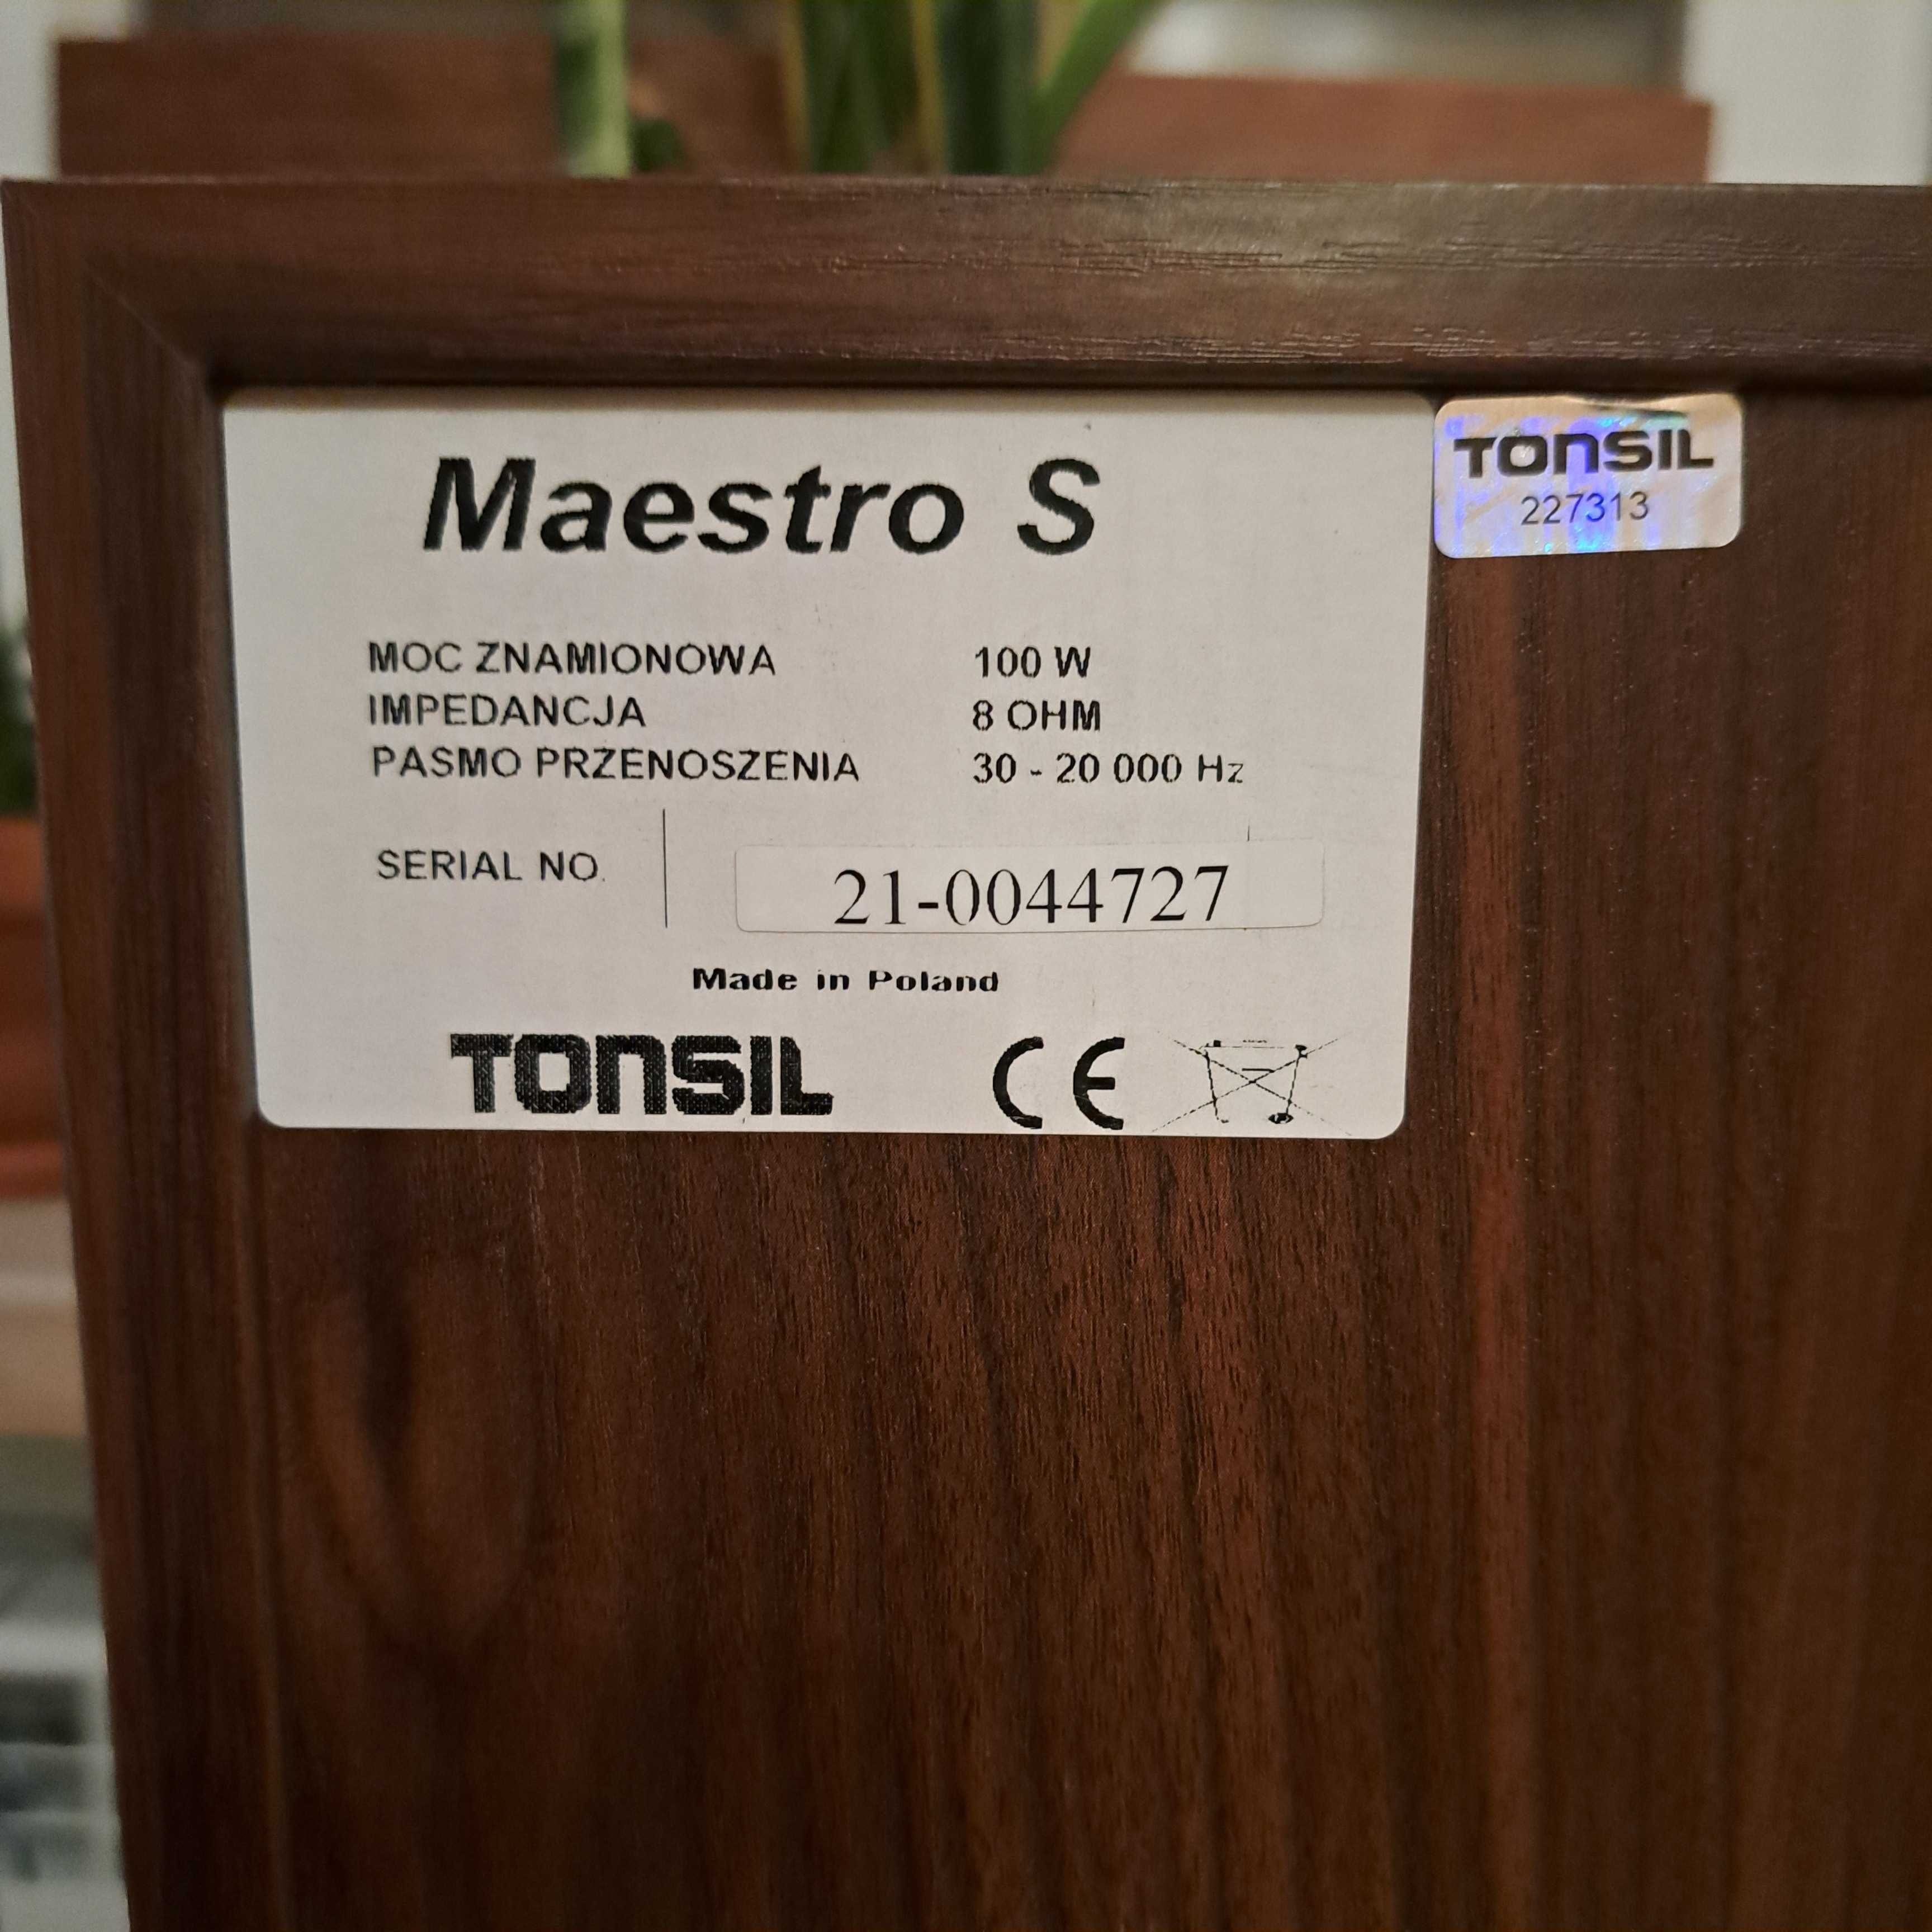 Maestro S
TONSIL
227313
MOC ZNAMIONOWA 100 W
IMPEDANCJA 8 OHM
PASMO PRZENOSZENIA 30 - 20 000 Hz
SERIAL NO. 21-0044727
Made in Poland
TONSIL CE